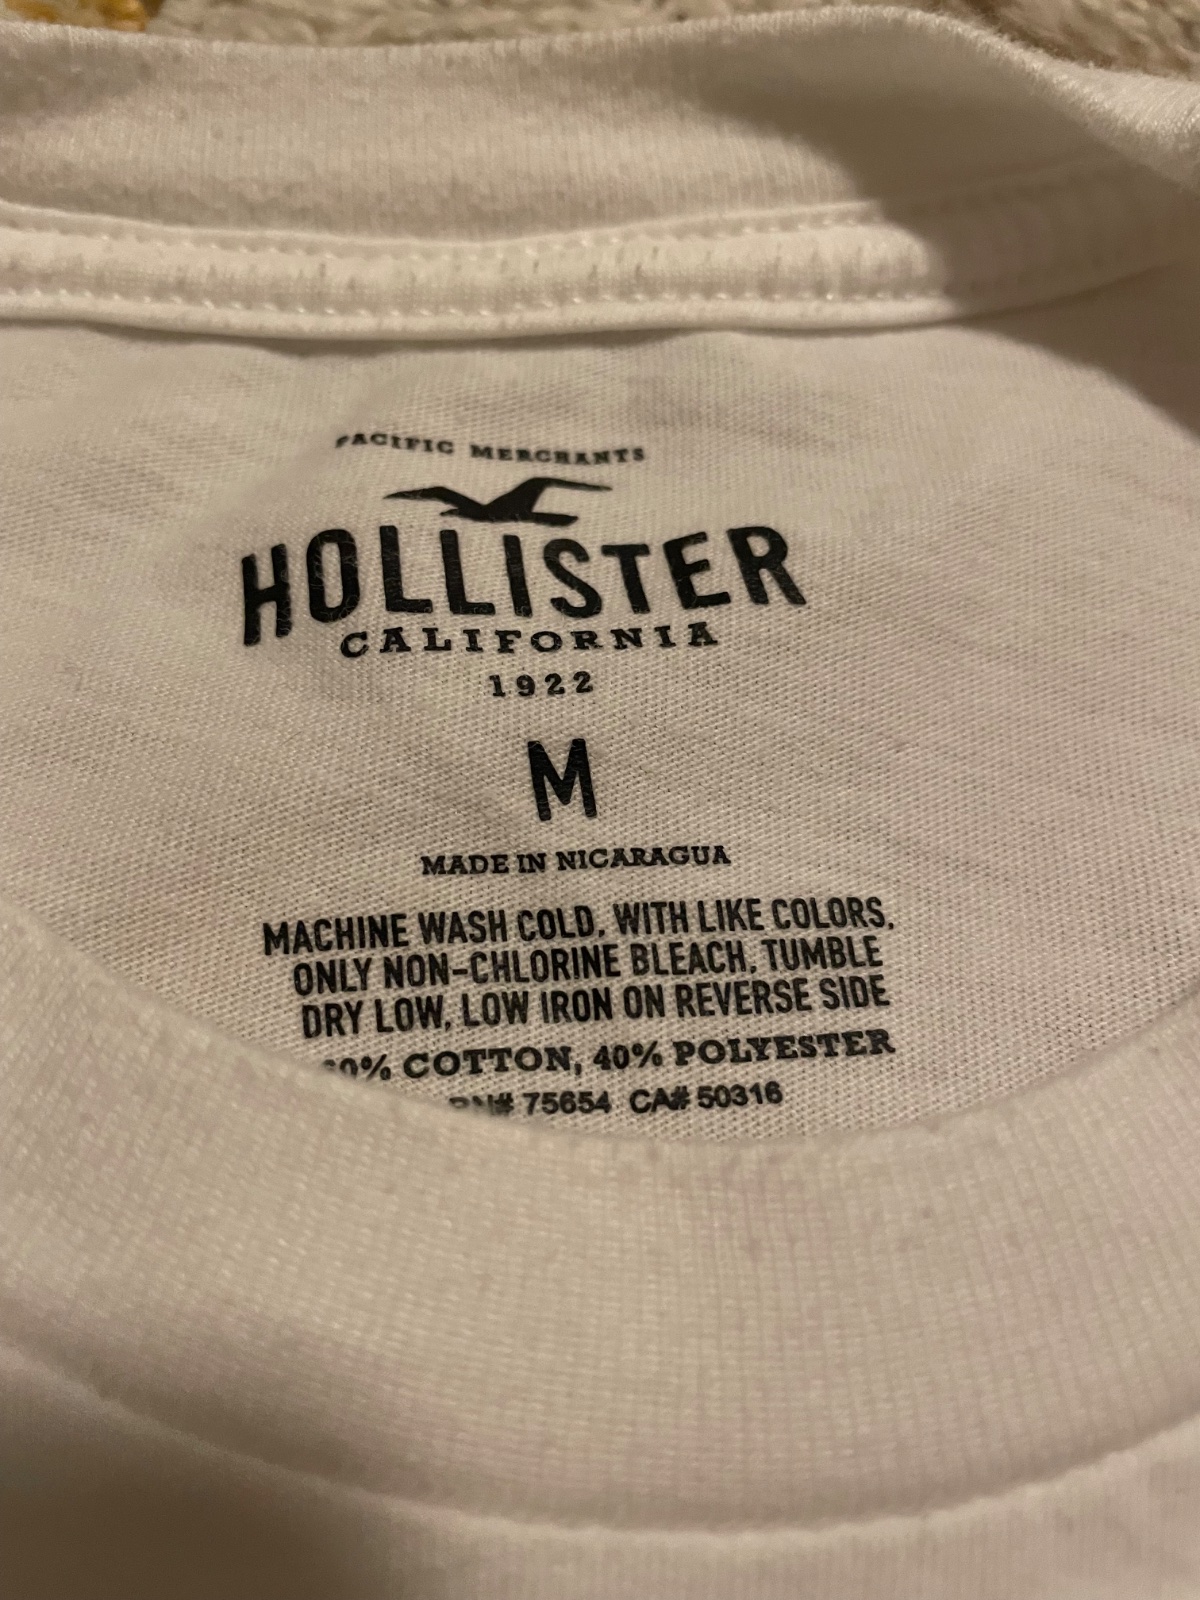 PACIFIC MERCHANTS
HOLLISTER
CALIFORNIA
1922
M
MADE IN NICARAGUA
MACHINE WASH COLD, WITH LIKE COLORS,
ONLY NON-CHLORINE BLEACH, TUMBLE
DRY LOW, LOW IRON ON REVERSE SIDE
COTTON, 40% POLYESTER
RN# 75654 CA# 50316